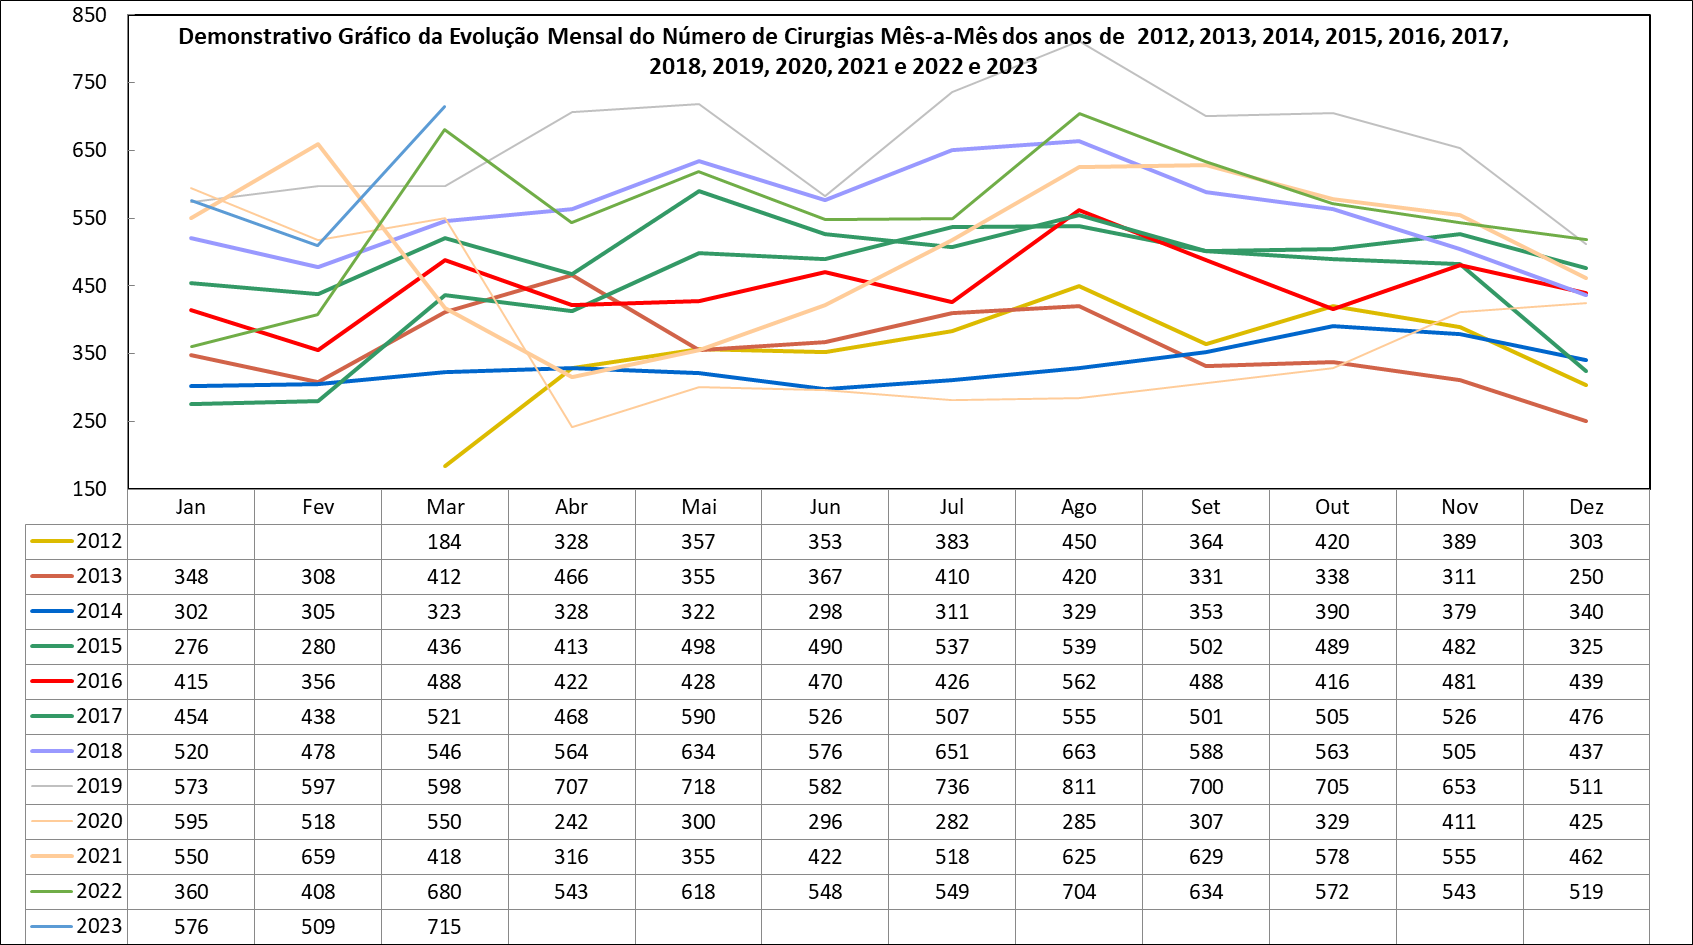 850
Demonstrativo Gráfico da Evolução Mensal do Número de Cirurgias Mês-a-Mês dos anos de 2012, 2013, 2014, 2015, 2016, 2017,
2018, 2019, 2020, 2021 e 2022 e 2023
750
650
550
450
350
250
150
Jan Fev Mar Abr Mai Jun Jul Ago Set Out Nov Dez
2012 184 328 357 353 383 450 364 420 389 303
2013 348 308 412 466 355 367 410 420 331 338 311 250
2014 302 305 323 328 322 298 311 329 353 390 379 340
2015 276 280 436 413 498 490 537 539 502 489 482 325
2016 415 356 488 422 428 470 426 562 488 416 481 439
2017 454 438 521 468 590 526 507 555 501 505 526 476
2018 520 478 546 564 634 576 651 663 588 563 505 437
2019 573 597 598 707 718 582 736 811 700 705 653 511
2020 595 518 550 242 300 296 282 285 307 329 411 425
2021 550 659 418 316 355 422 518 625 629 578 555 462
2022 360 408 680 543 618 548 549 704 634 572 543 519
2023 576 509 715